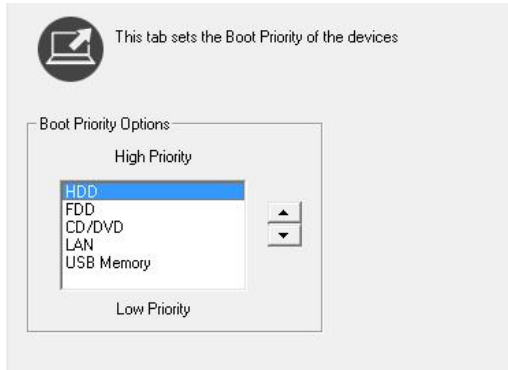 This tab sets the Boot Priority of the devices
Boot Priority Options
High Priority
HDD
FDD
CD/DVD
LAN
USB Memory
Low Priority